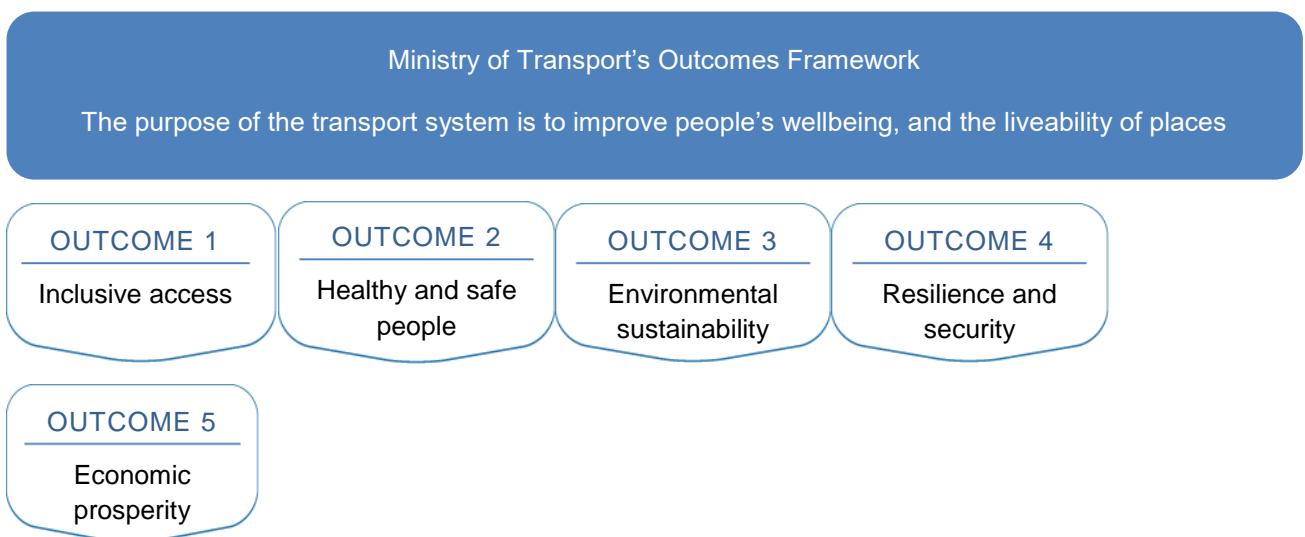 Ministry of Transport’s Outcomes Framework
The purpose of the transport system is to improve people’s wellbeing, and the liveability of places
OUTCOME 1
Inclusive access
OUTCOME 2
Healthy and safe
people
OUTCOME 3
Environmental
sustainability
OUTCOME 4
Resilience and
security
OUTCOME 5
Economic
prosperity